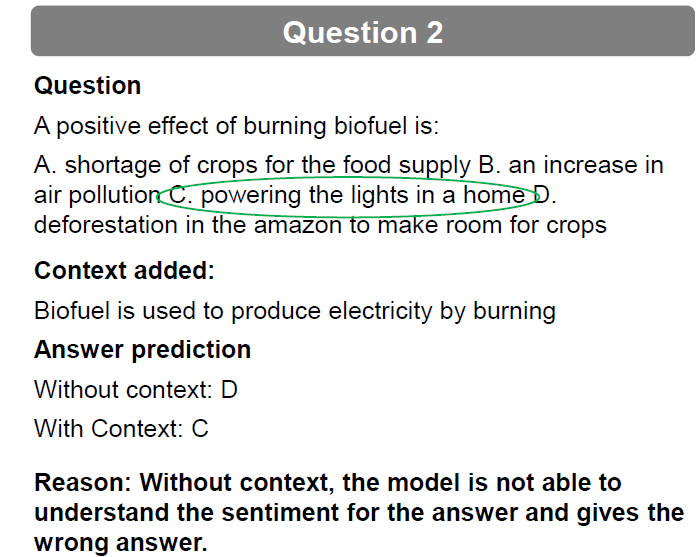 Question 2
Question
A positive effect of burning biofuel is:
A. shortage of crops for the food supply B. an increase in
air pollution C. powering the lights in a home D.
deforestation in the amazon to make room for crops
Context added:
Biofuel is used to produce electricity by burning
Answer prediction
Without context: D
With Context: C
Reason: Without context, the model is not able to
understand the sentiment for the answer and gives the
wrong answer.